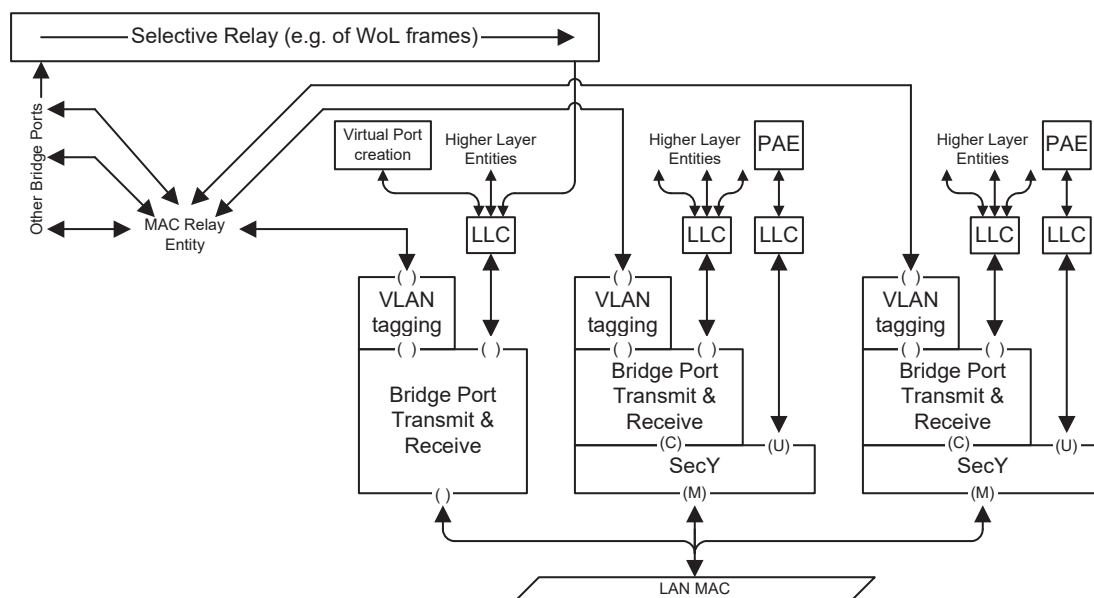 Selective Relay (e.g. of WoL frames)
Other Bridge Ports
MAC Relay
Entity
Virtual Port
creation
Higher Layer
Entities
LLC
Higher Layer
Entities
PAE
LLC
LLC
Higher Layer
Entities
PAE
LLC
LLC
( )
VLAN
tagging
( )
( )
Bridge Port
Transmit &
Receive
( )
( )
VLAN
tagging
( )
( )
Bridge Port
Transmit &
Receive
(C)
(U)
SecY
(M)
( )
VLAN
tagging
( )
( )
Bridge Port
Transmit &
Receive
(C)
(U)
SecY
(M)
LAN MAC